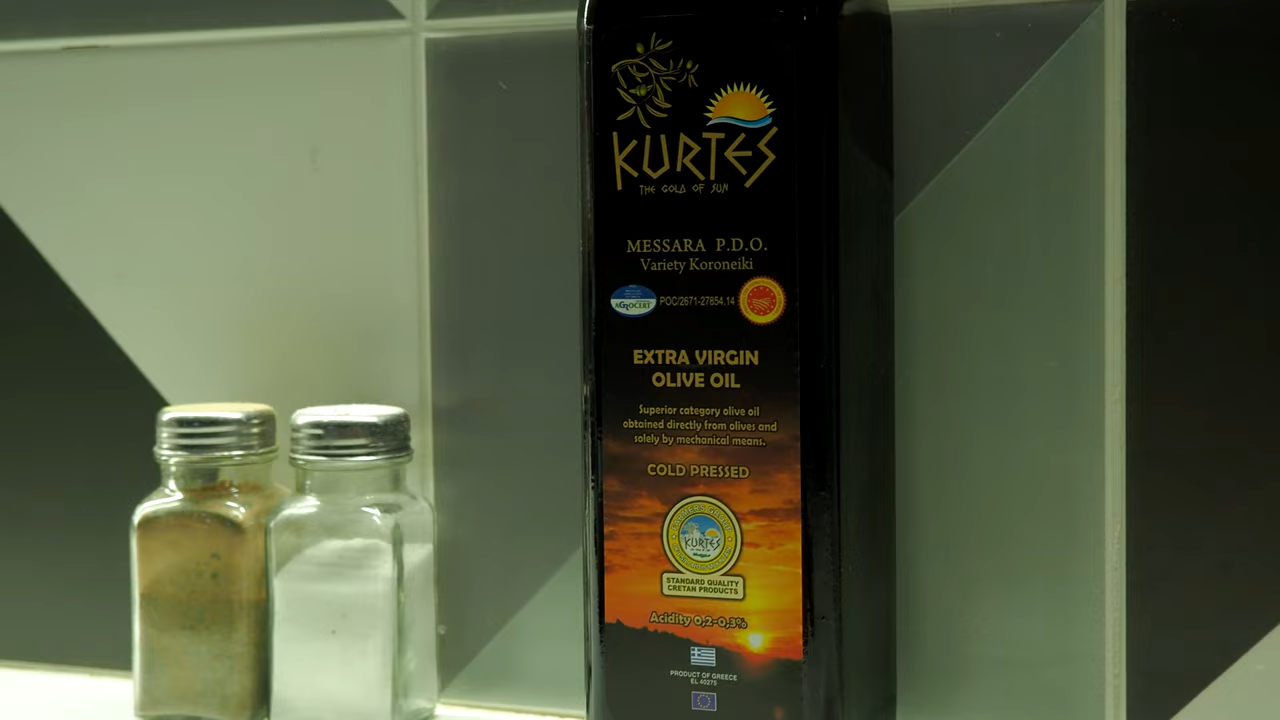 KURTES
THE GOLD OF SUN
MESSARA P.D.O.
Variety Koroneiki
AGROCERT
POC/2671-27854.14
EXTRA VIRGIN
OLIVE OIL
Superior category olive oil
obtained directly from olives and
solely by mechanical means.
COLD PRESSED
FARMERS GROUP
KURTES
STANDARD QUALITY
CRETAN PRODUCTS
Acidity 0,2-0,3%
PRODUCT OF GREECE
EL 40275